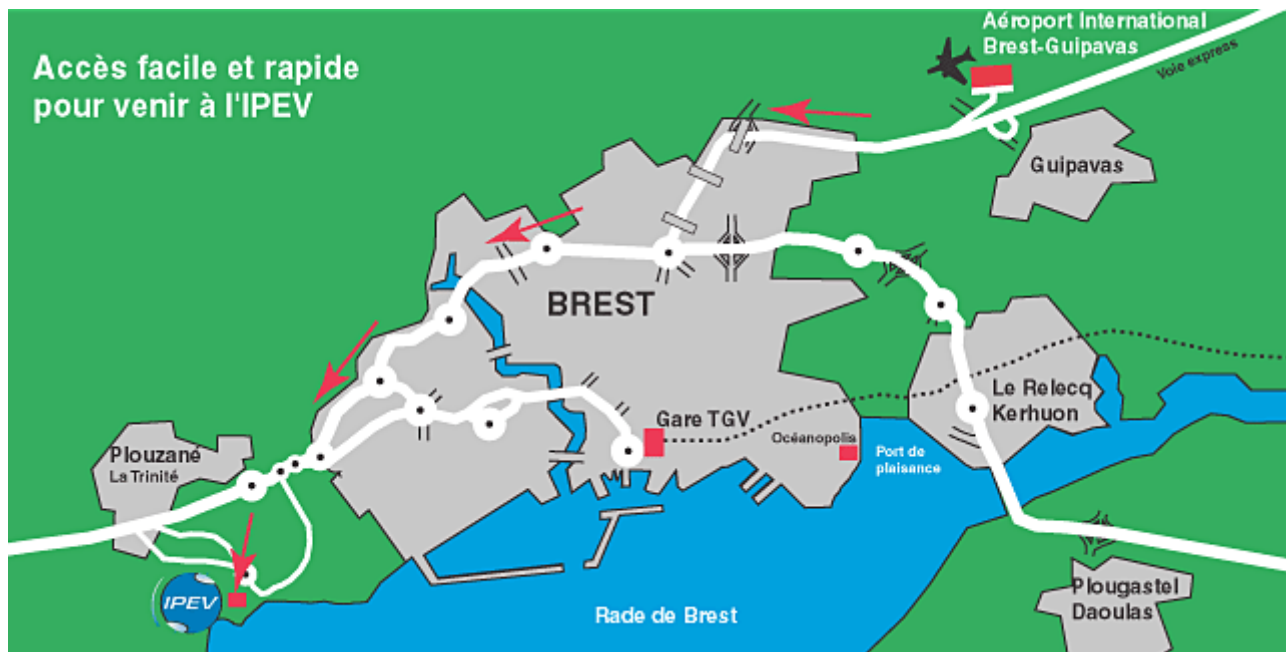 Accès facile et rapide
pour venir à l'IPEV
Aéroport International
Brest-Guipavas
Voie express
Guipavas
BREST
Le Relecq
Kerhuon
Gare TGV
Océanopolis
Port de
plaisance
Plouzané
La Trinité
IPEV
Rade de Brest
Plougastel
Daoulas